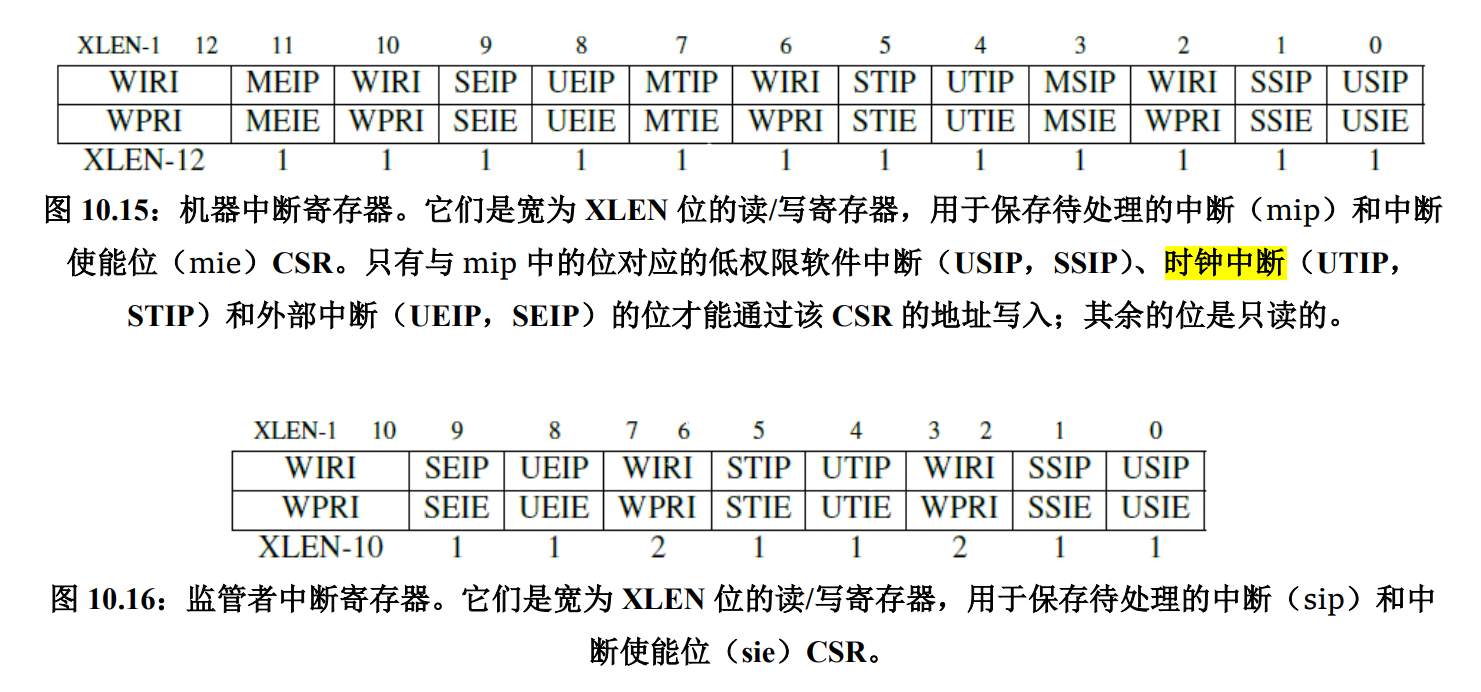 XLEN-1 12 11 10 9 8 7 6 5 4 3 2 1 0
WIRI MEIP WIRI SEIP UEIP MTIP WIRI STIP UTIP MSIP WIRI SSIP USIP
WPRI MEIE WPRI SEIE UEIE MTIE WPRI STIE UTIE MSIE WPRI SSIE USIE
XLEN-12 1 1 1 1 1 1 1 1 1 1 1 1
图 10.15：机器中断寄存器。它们是宽为 XLEN 位的读/写寄存器，用于保存待处理的中断（mip）和中断
使能位（mie）CSR。只有与 mip 中的位对应的低权限软件中断（USIP，SSIP）、时钟中断（UTIP，
STIP）和外部中断（UEIP，SEIP）的位才能通过该 CSR 的地址写入；其余的位是只读的。
XLEN-1 10 9 8 7 6 5 4 3 2 1 0
WIRI SEIP UEIP WIRI STIP UTIP WIRI SSIP USIP
WPRI SEIE UEIE WPRI STIE UTIE WPRI SSIE USIE
XLEN-10 1 1 2 1 1 2 1 1
图 10.16：监管者中断寄存器。它们是宽为 XLEN 位的读/写寄存器，用于保存待处理的中断（sip）和中
断使能位（sie）CSR。